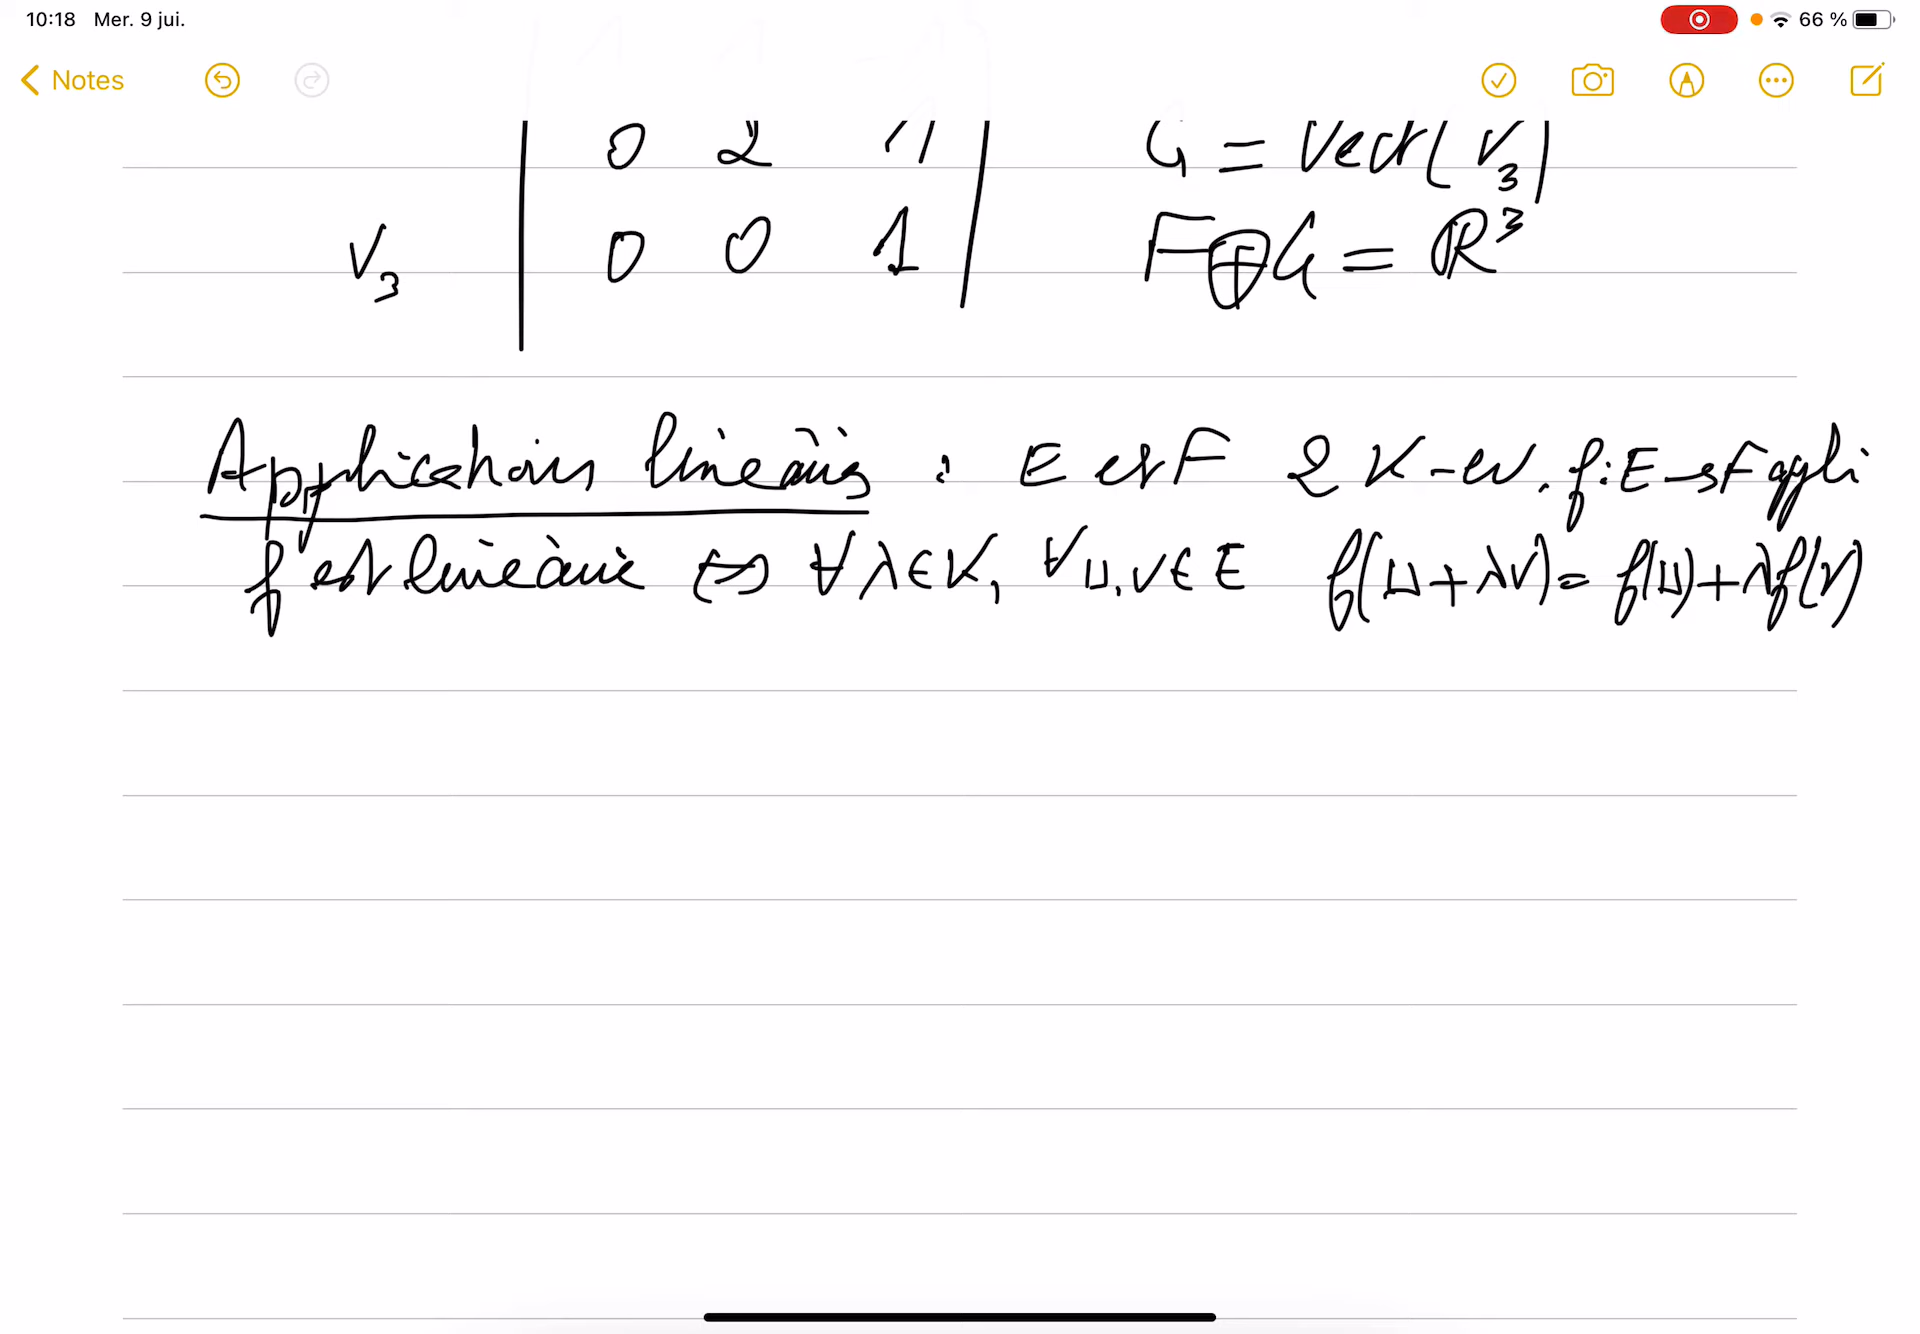 10:18 Mer. 9 jui. 66 %
Notes
0 2 G = Vect(V3)
V3 0 0 1 F⊕G = ℝ³
Applications linéaires : E et F 2 K-ev. f: E→F appli
f est linéaire ⇔ ∀λ∈K, ∀u,v∈E f(u+λv)= f(u)+λf(v)